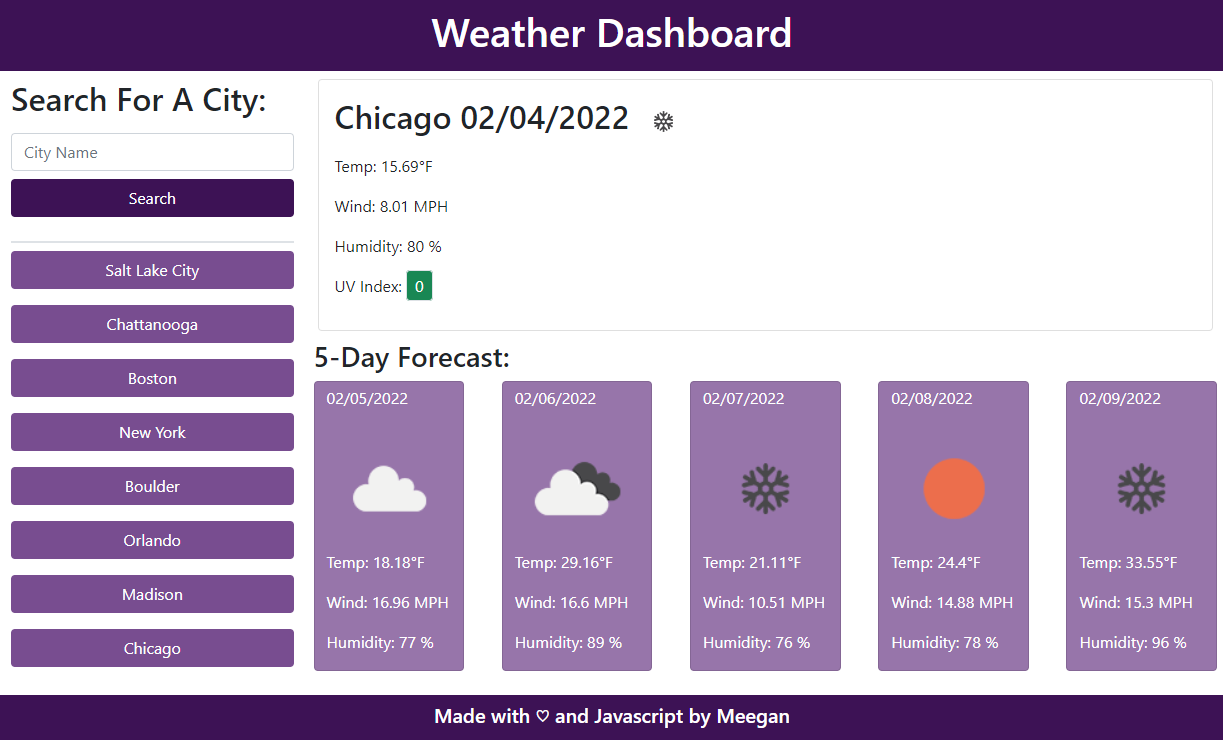 Weather Dashboard
Search For A City:
City Name
Search
Salt Lake City
Chattanooga
Boston
New York
Boulder
Orlando
Madison
Chicago
Chicago 02/04/2022
Temp: 15.69°F
Wind: 8.01 MPH
Humidity: 80 %
UV Index: 0
5-Day Forecast:
02/05/2022
Temp: 18.18°F
Wind: 16.96 MPH
Humidity: 77 %
02/06/2022
Temp: 29.16°F
Wind: 16.6 MPH
Humidity: 89 %
02/07/2022
Temp: 21.11°F
Wind: 10.51 MPH
Humidity: 76 %
02/08/2022
Temp: 24.4°F
Wind: 14.88 MPH
Humidity: 78 %
02/09/2022
Temp: 33.55°F
Wind: 15.3 MPH
Humidity: 96 %
Made with ♡ and Javascript by Meegan